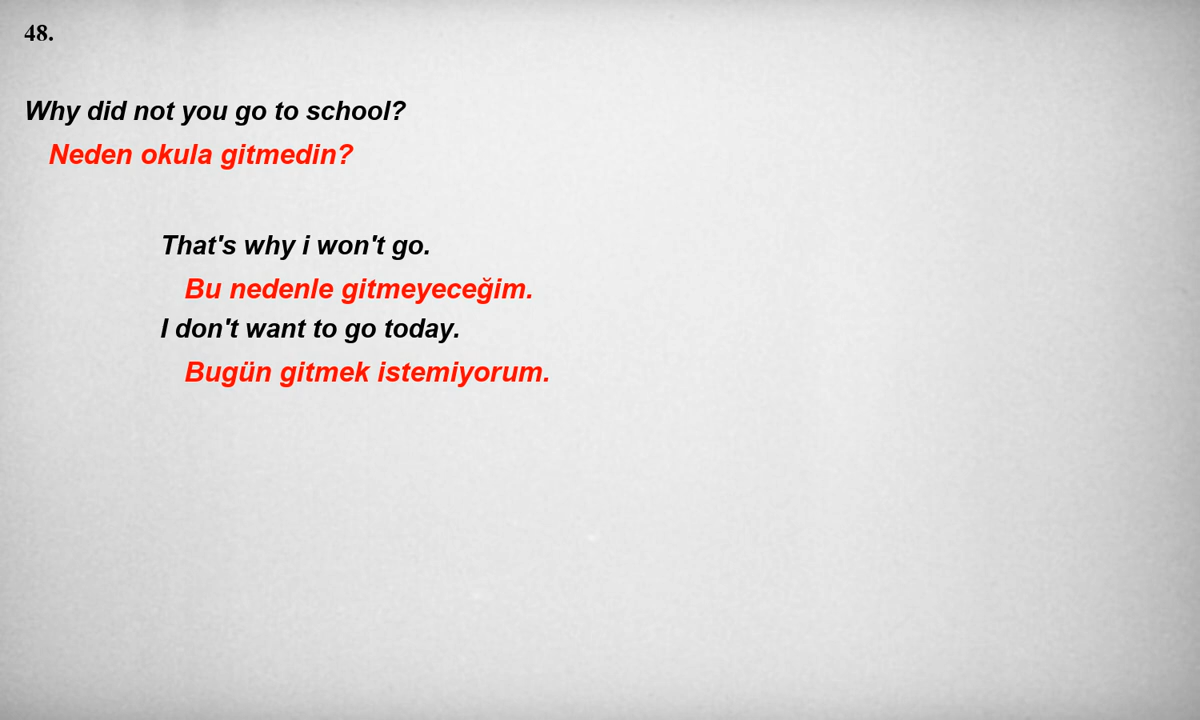 48.
Why did not you go to school?
Neden okula gitmedin?
That's why i won't go.
Bu nedenle gitmeyeceğim.
I don't want to go today.
Bugün gitmek istemiyorum.